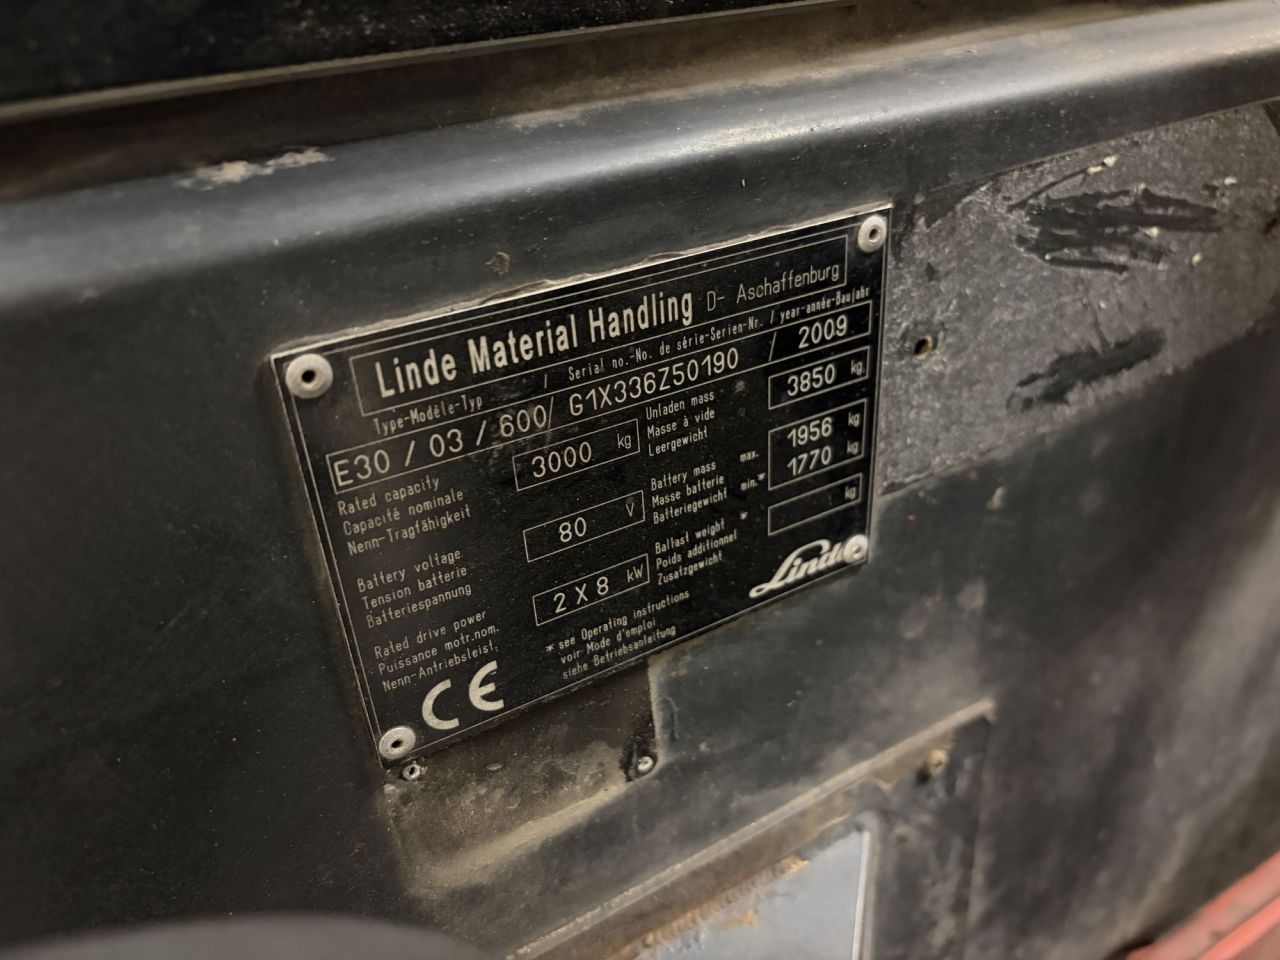 Linde Material Handling D- Aschaffenburg
Type-Modèle-Typ / Serial no.-No. de série-Serien-Nr. / year-année-Baujahr
E30 / 03 / 600 / G1X336Z50190 / 2009
Rated capacity
Capacité nominale
Nenn-Tragfähigkeit
3000 kg
Unladen mass
Masse à vide
Leergewicht
3850 kg
Battery voltage
Tension batterie
Batteriespannung
80 V
Battery mass max.
Masse batterie
Batteriegewicht min.*
1956 kg
1770 kg
Rated drive power
Puissance motr.nom.
Nenn-Antriebsleist.
2 X 8 kW
Ballast weight *
Poids additionnel
Zusatzgewicht
kg
CE
* see Operating instructions
voir Mode d'emploi
siehe Betriebsanleitung
Linde